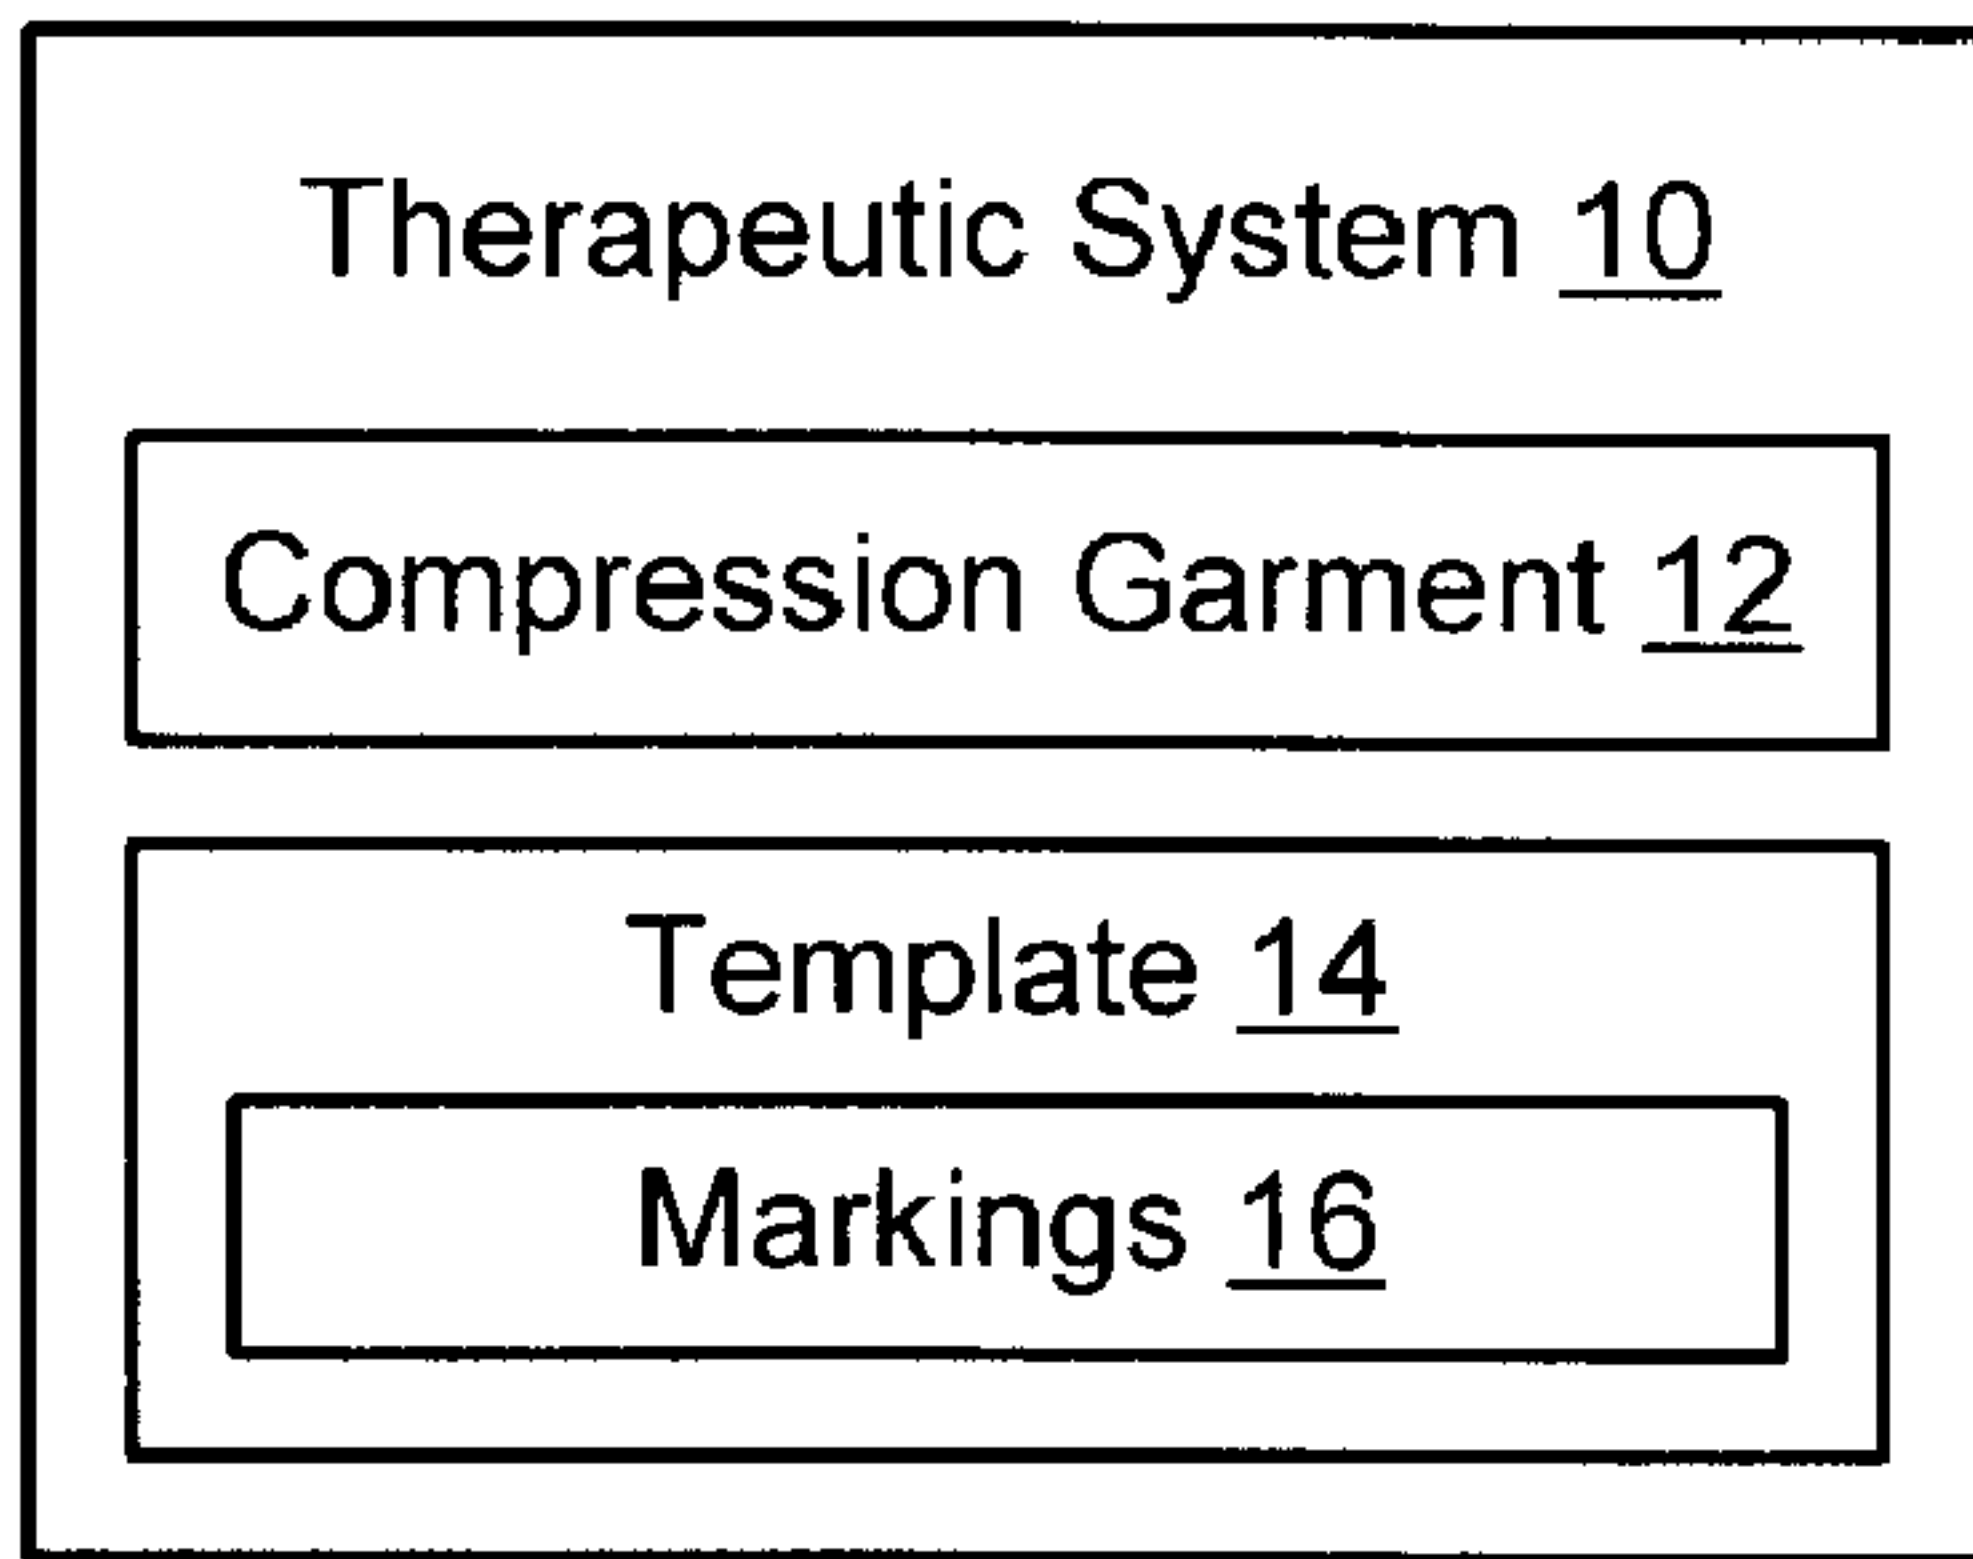 Therapeutic System 10
Compression Garment 12
Template 14
Markings 16